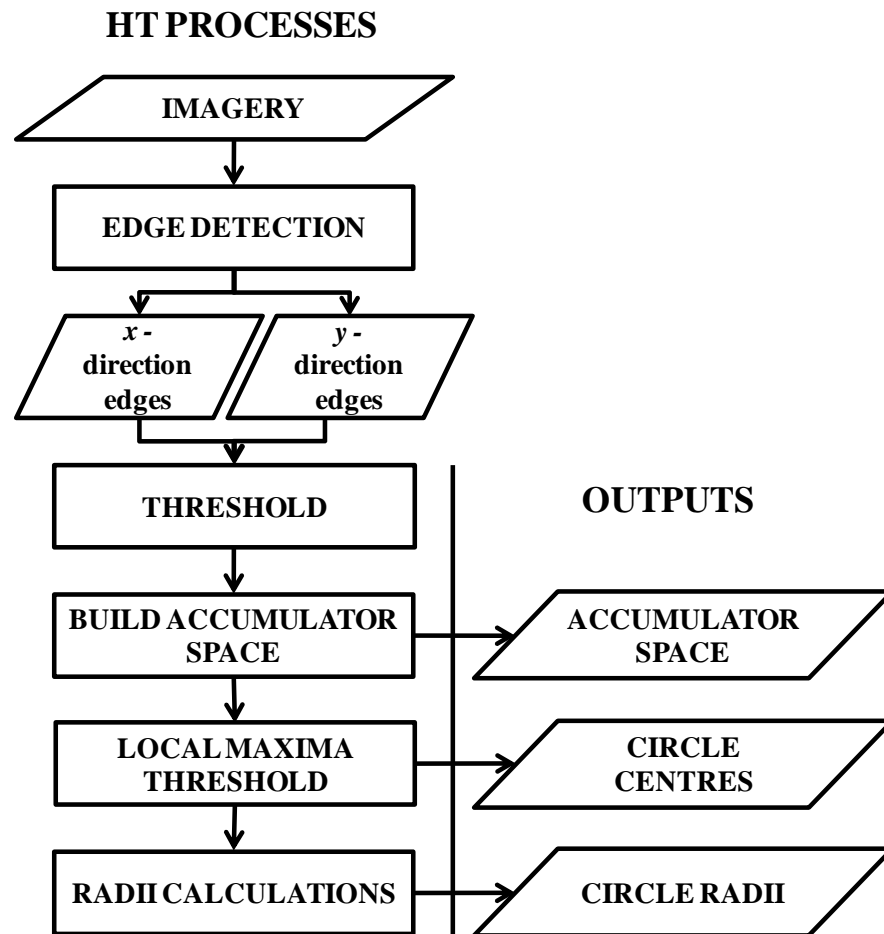 HT PROCESSES
IMAGERY
EDGE DETECTION
x -
direction
edges
y -
direction
edges
THRESHOLD
OUTPUTS
BUILD ACCUMULATOR
SPACE
ACCUMULATOR
SPACE
LOCAL MAXIMA
THRESHOLD
CIRCLE
CENTRES
RADII CALCULATIONS
CIRCLE RADII